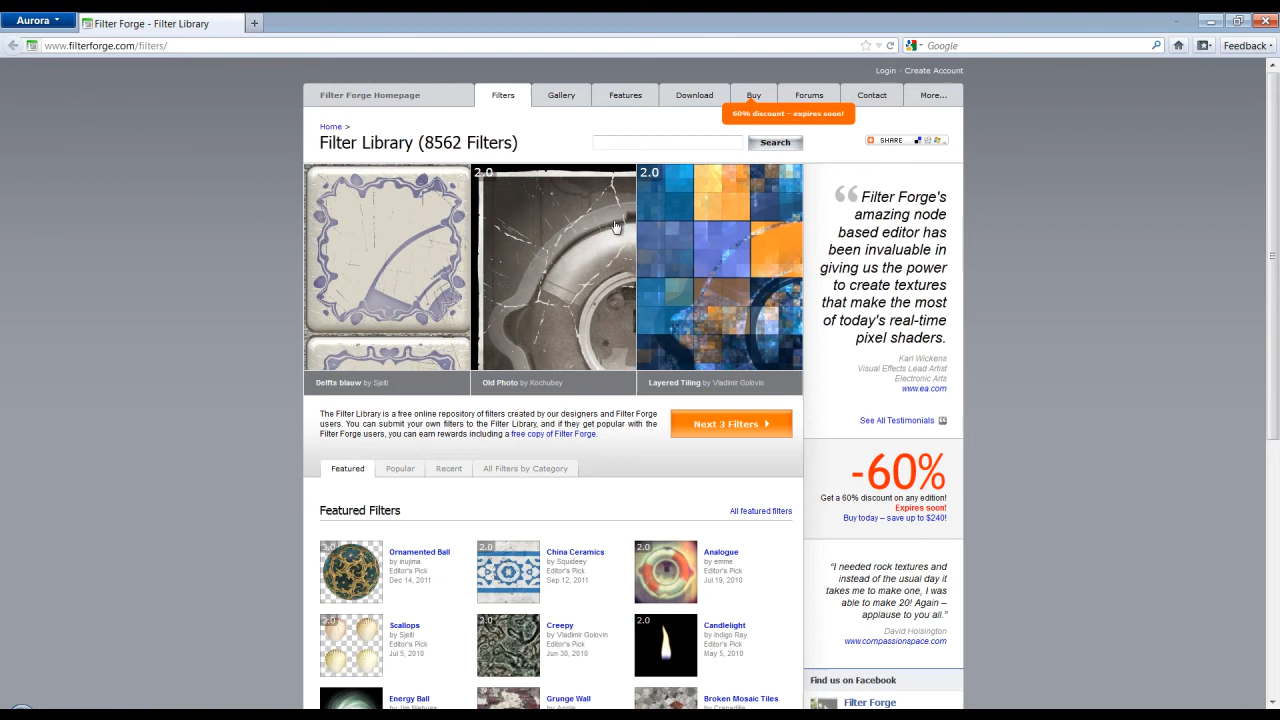 Aurora
Filter Forge - Filter Library
www.filterforge.com/filters/
Google
Feedback
Login - Create Account
Filter Forge Homepage
Filters
Gallery
Features
Download
Buy
Forums
Contact
More...
60% discount – expires soon!
Home >
Filter Library (8562 Filters)
Search
SHARE
2.0
2.0
Delfts blauw by Sjeiti
Old Photo by Kochubey
Layered Tiling by Vladimir Golovin
The Filter Library is a free online repository of filters created by our designers and Filter Forge
users. You can submit your own filters to the Filter Library, and if they get popular with the
Filter Forge users, you can earn rewards including a free copy of Filter Forge.
Next 3 Filters
Featured
Popular
Recent
All Filters by Category
Featured Filters
All featured filters
3.0
Ornamented Ball
by inujima
Editor's Pick
Dec 14, 2011
2.0
China Ceramics
by Squideey
Editor's Pick
Sep 12, 2011
2.0
Analogue
by emme
Editor's Pick
Jul 19, 2010
2.0
Scallops
by Sjeiti
Editor's Pick
Jul 5, 2010
2.0
Creepy
by Vladimir Golovin
Editor's Pick
Jun 30, 2010
2.0
Candlelight
by Indigo Ray
Editor's Pick
May 5, 2010
Energy Ball
2.0
Grunge Wall
2.0
Broken Mosaic Tiles
“ Filter Forge's
amazing node
based editor has
been invaluable in
giving us the power
to create textures
that make the most
of today's real-time
pixel shaders.
Karl Wickens
Visual Effects Lead Artist
Electronic Arts
www.ea.com
See All Testimonials
-60%
Get a 60% discount on any edition!
Expires soon!
Buy today – save up to $240!
“I needed rock textures and
instead of the usual day it
takes me to make one, I was
able to make 20! Again –
applause to you all.”
David Hoisington
www.compassionspace.com
Find us on Facebook
Filter Forge